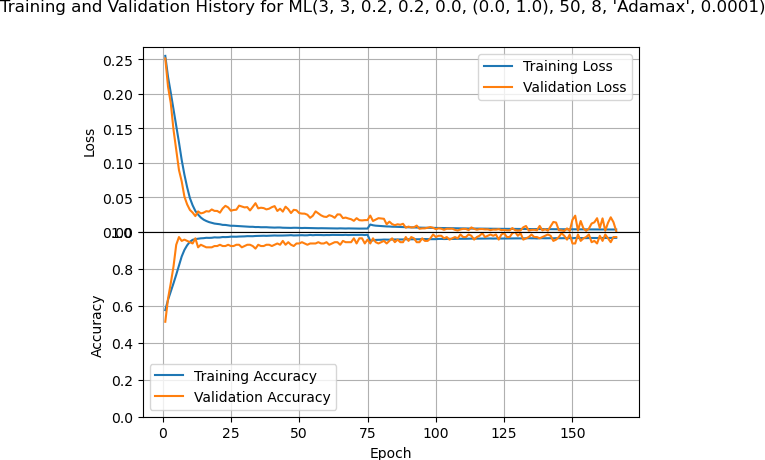 Training and Validation History for ML(3, 3, 0.2, 0.2, 0.0, (0.0, 1.0), 50, 8, 'Adamax', 0.0001)
0.25
0.20
0.15
0.10
0.05
0.00
Loss
Training Loss
Validation Loss
1.0
0.8
0.6
0.4
0.2
0.0
Accuracy
Training Accuracy
Validation Accuracy
0 25 50 75 100 125 150
Epoch